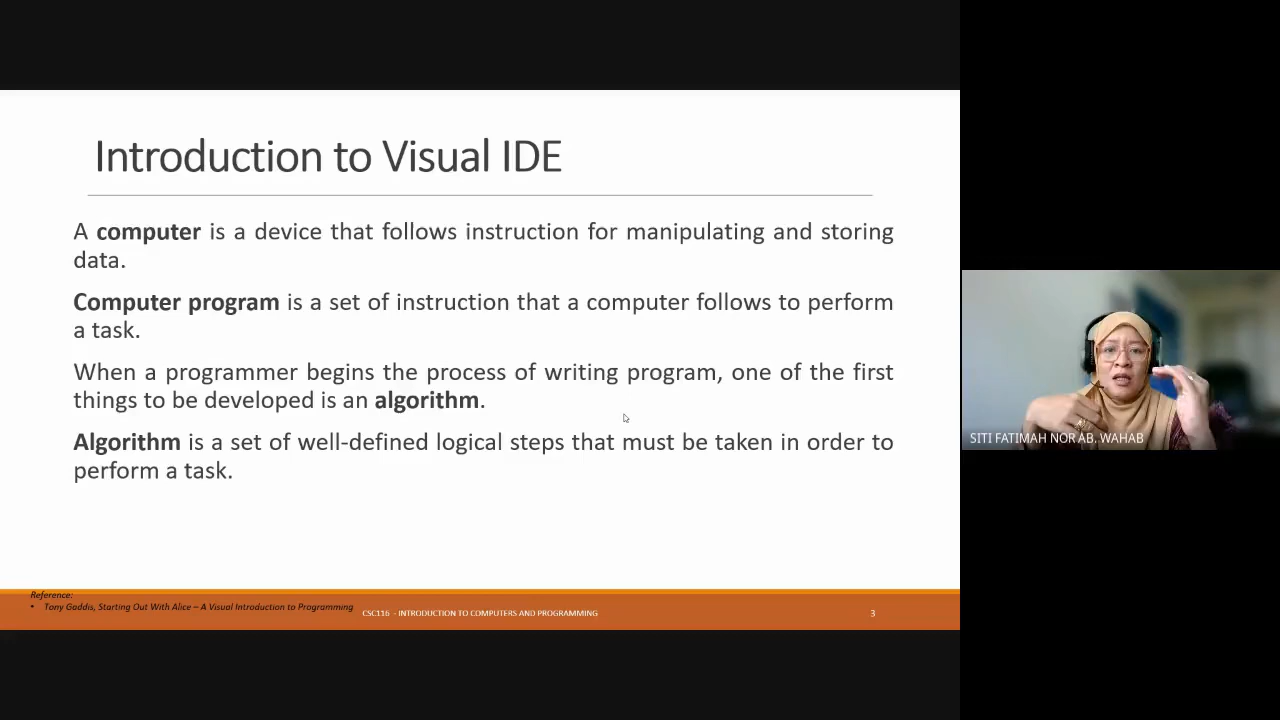 Introduction to Visual IDE
A computer is a device that follows instruction for manipulating and storing
data.
Computer program is a set of instruction that a computer follows to perform
a task.
When a programmer begins the process of writing program, one of the first
things to be developed is an algorithm.
Algorithm is a set of well-defined logical steps that must be taken in order to
perform a task.
Reference:
• Tony Gaddis, Starting Out With Alice – A Visual Introduction to Programming
CSC116 - INTRODUCTION TO COMPUTERS AND PROGRAMMING
3
SITI FATIMAH NOR AB. WAHAB